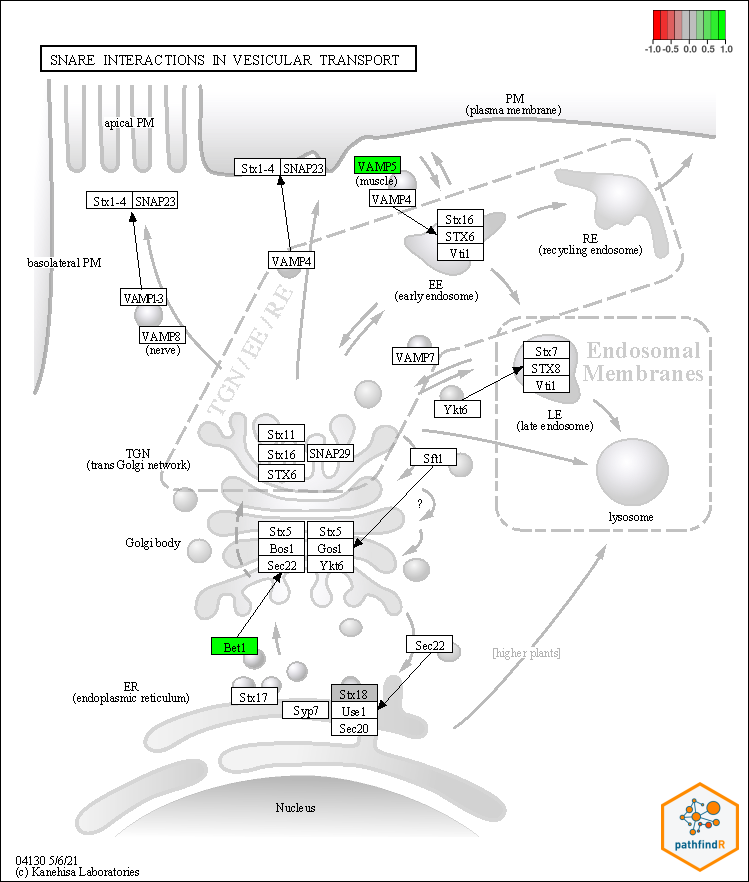 -1.0 -0.5 0.0 0.5 1.0
SNARE INTERACTIONS IN VESICULAR TRANSPORT
PM
(plasma membrane)
apical PM
Stx1-4 SNAP23
VAMP5
(muscle)
VAMP4
Stx1-4 SNAP23
Stx16
STX6
Vti1
RE
(recycling endosome)
basolateral PM
VAMP4
EE
(early endosome)
VAMP1-3
VAMP8
(nerve)
TGN / EE / RE
VAMP7
Stx7
STX8
Vti1
Endosomal
Membranes
Ykt6
LE
(late endosome)
Stx11
Stx16 SNAP29
STX6
TGN
(trans Golgi network)
Sft1
?
lysosome
Golgi body
Stx5 Stx5
Bos1 Gos1
Sec22 Ykt6
Bet1
Sec22
[higher plants]
ER
(endoplasmic reticulum)
Stx17
Syp7
Stx18
Use1
Sec20
Nucleus
pathfindR
04130 5/6/21
(c) Kanehisa Laboratories